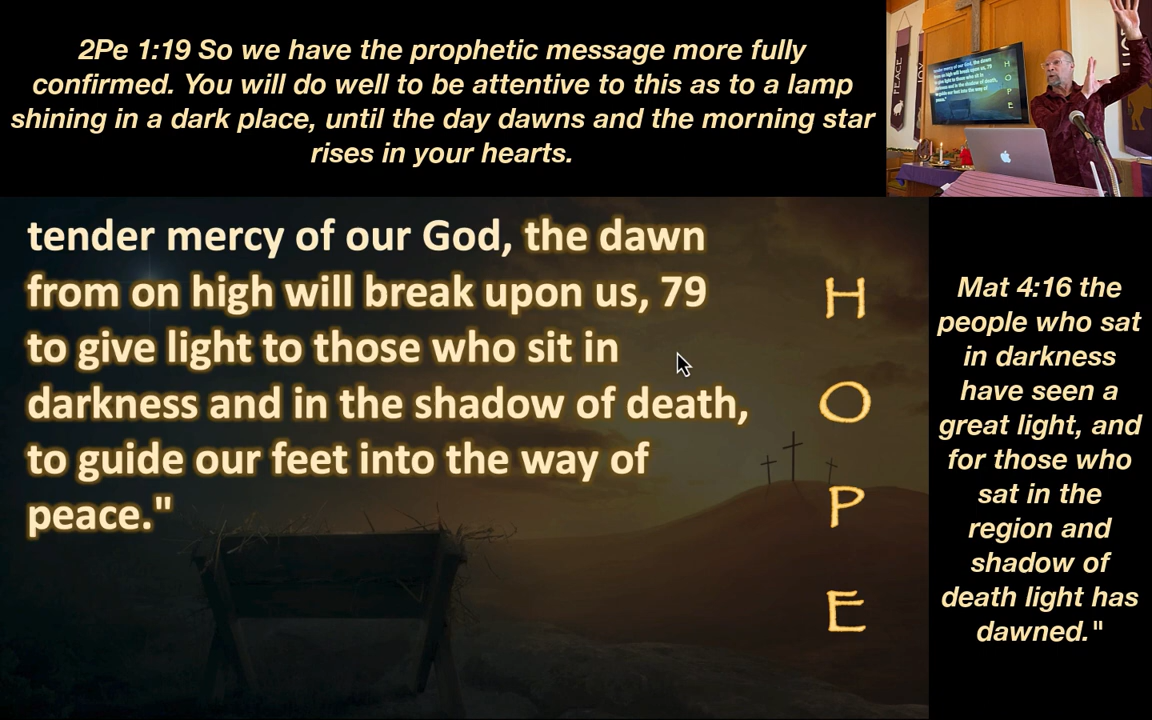 2Pe 1:19 So we have the prophetic message more fully
confirmed. You will do well to be attentive to this as to a lamp
shining in a dark place, until the day dawns and the morning star
rises in your hearts.
tender mercy of our God, the dawn
from on high will break upon us, 79
to give light to those who sit in
darkness and in the shadow of death,
to guide our feet into the way of
peace."
H
O
P
E
Mat 4:16 the
people who sat
in darkness
have seen a
great light, and
for those who
sat in the
region and
shadow of
death light has
dawned."
PEACE